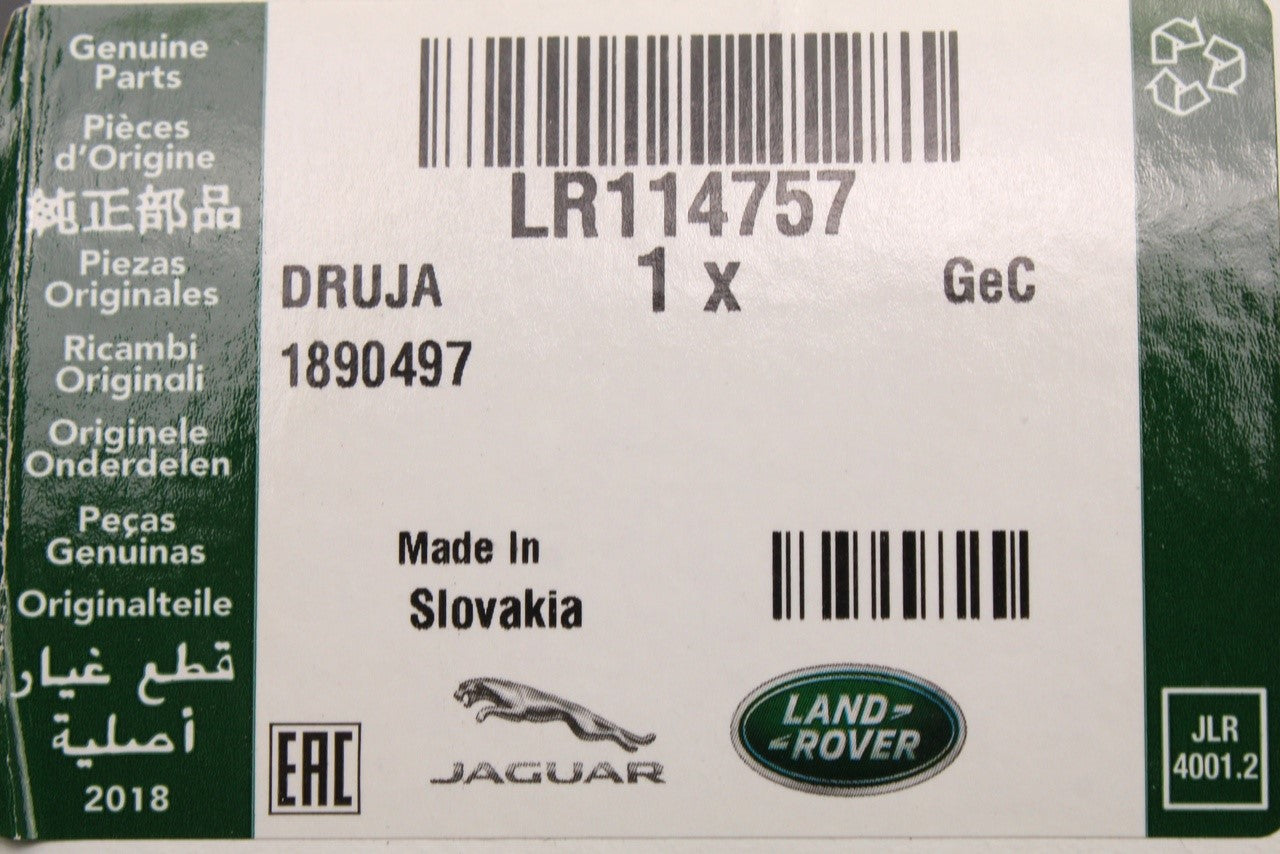 Genuine
Parts
Pièces
d'Origine
純正部品
Piezas
Originales
Ricambi
Originali
Originele
Onderdelen
Peças
Genuinas
Originalteile
قطع غيار
أصلية
2018
LR114757
DRUJA
1 x
GeC
1890497
Made In
Slovakia
EAC
JAGUAR
LAND
ROVER
JLR
4001.2